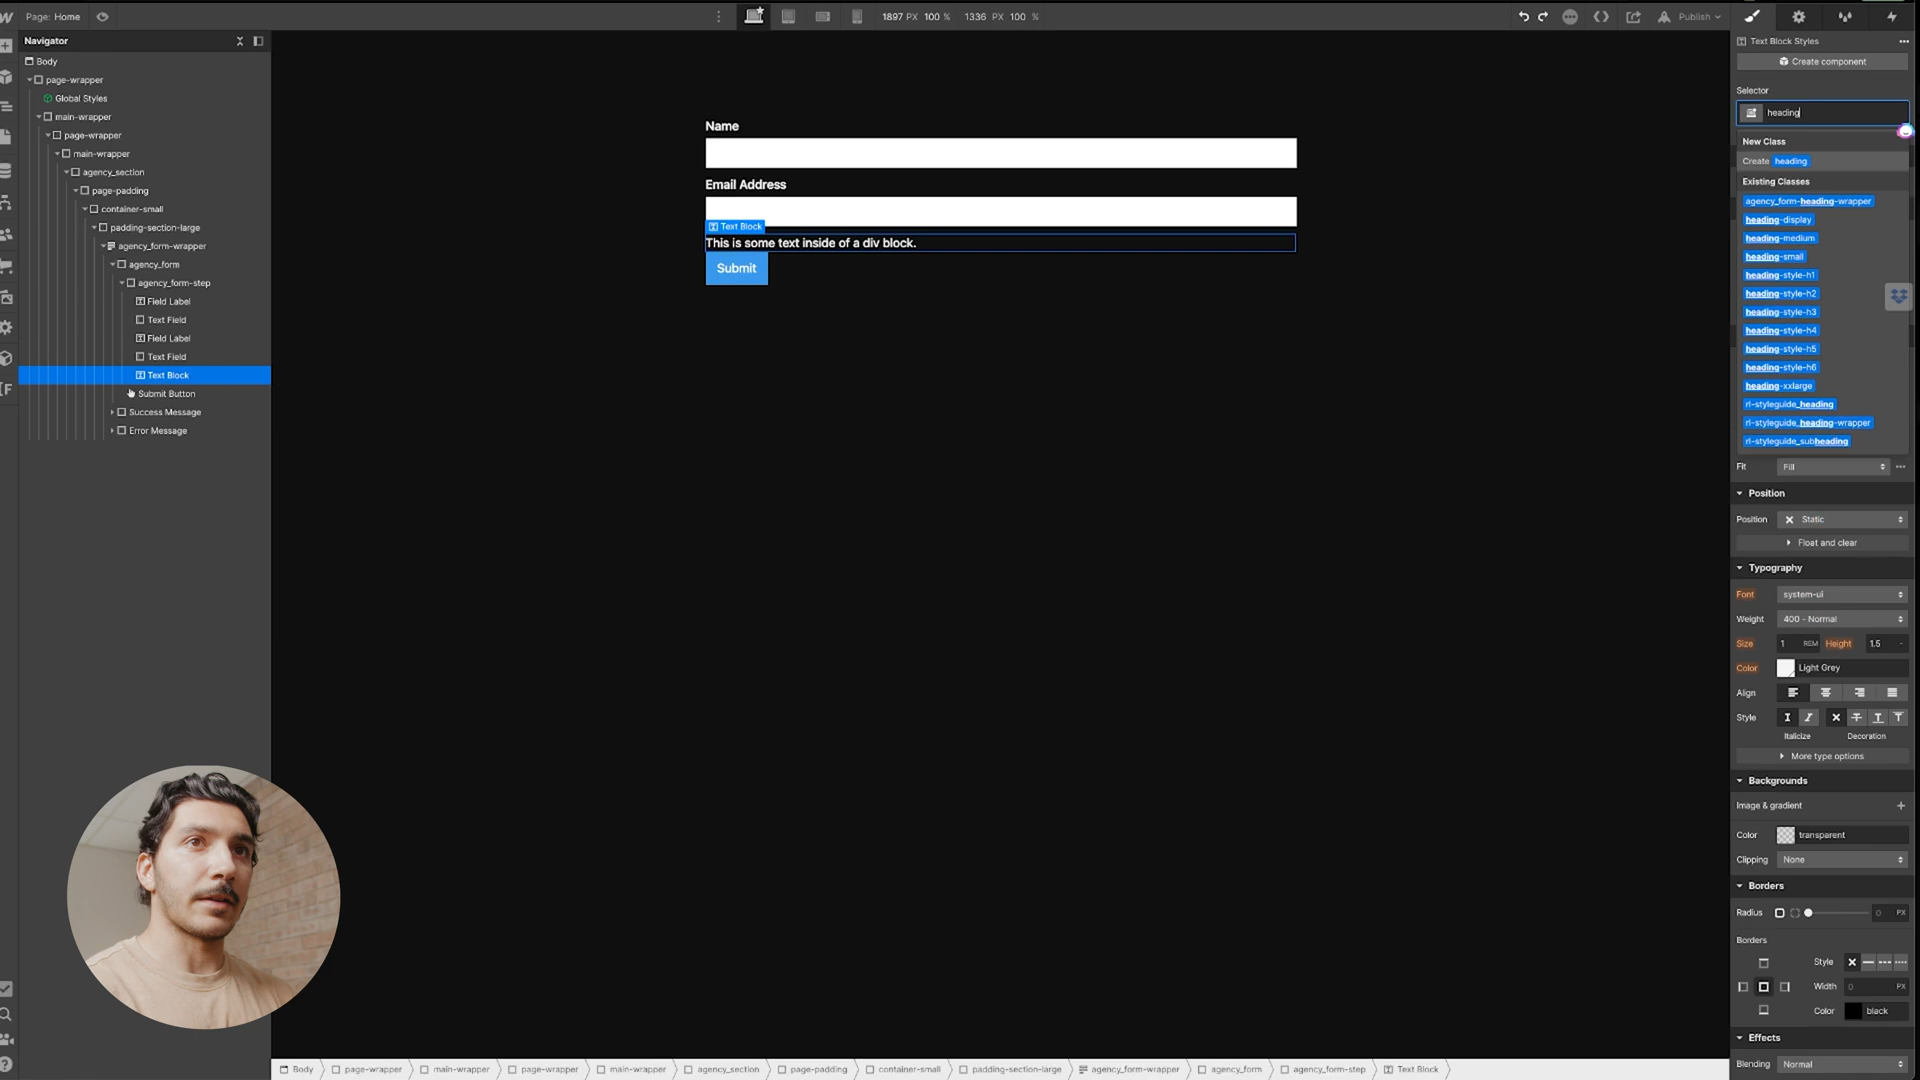 Page: Home
1897 PX 100 %
1336 PX 100 %
Publish
Navigator
Body
page-wrapper
Global Styles
main-wrapper
page-wrapper
main-wrapper
agency_section
page-padding
container-small
padding-section-large
agency_form-wrapper
agency_form
agency_form-step
Field Label
Text Field
Field Label
Text Field
Text Block
Submit Button
Success Message
Error Message
Name
Email Address
Text Block
This is some text inside of a div block.
Submit
Text Block Styles
Create component
Selector
heading
New Class
Create heading
Existing Classes
agency_form-heading-wrapper
heading-display
heading-medium
heading-small
heading-style-h1
heading-style-h2
heading-style-h3
heading-style-h4
heading-style-h5
heading-style-h6
heading-xxlarge
rl-styleguide_heading
rl-styleguide_heading-wrapper
rl-styleguide_subheading
Fit Fill
Position
Position Static
Float and clear
Typography
Font system-ui
Weight 400 - Normal
Size 1 REM Height 1.5 -
Color Light Grey
Align
Style
Italicize Decoration
More type options
Backgrounds
Image & gradient
Color transparent
Clipping None
Borders
Radius 0 PX
Borders
Style
Width 0 PX
Color black
Effects
Blending Normal
Body page-wrapper main-wrapper page-wrapper main-wrapper agency_section page-padding container-small padding-section-large agency_form-wrapper agency_form agency_form-step Text Block